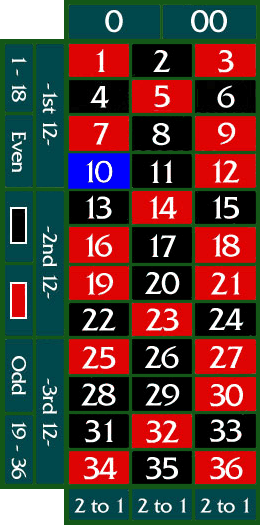 0 00
1 2 3
4 5 6
7 8 9
10 11 12
13 14 15
16 17 18
19 20 21
22 23 24
25 26 27
28 29 30
31 32 33
34 35 36
2 to 1 2 to 1 2 to 1
-1st 12-
-2nd 12-
-3rd 12-
1 - 18
Even
Odd
19 - 36